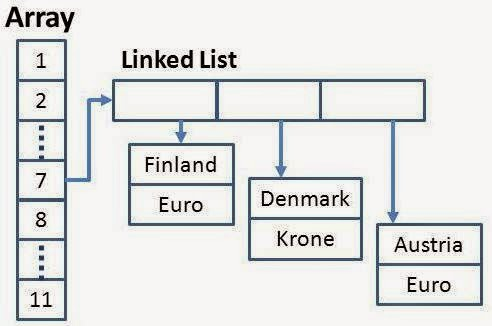 Array
Linked List
1
2
7
8
11
Finland
Euro
Denmark
Krone
Austria
Euro